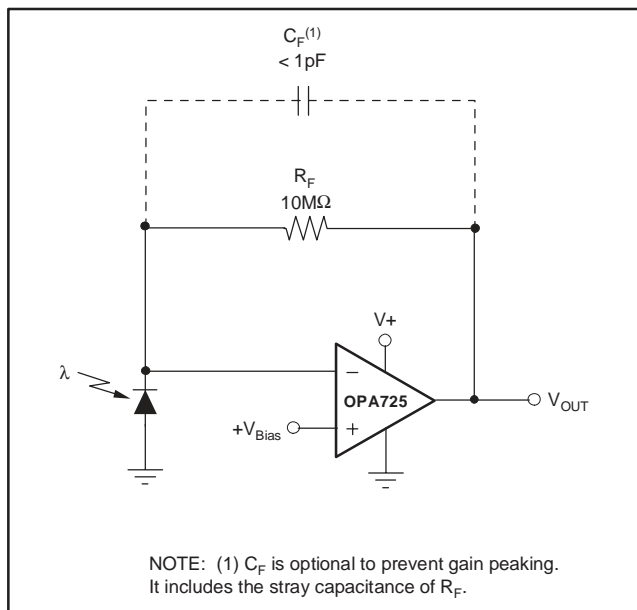 C_F^(1)
< 1pF
R_F
10MΩ
V+
λ
−
OPA725
+
+V_Bias
V_OUT
NOTE: (1) C_F is optional to prevent gain peaking.
It includes the stray capacitance of R_F.